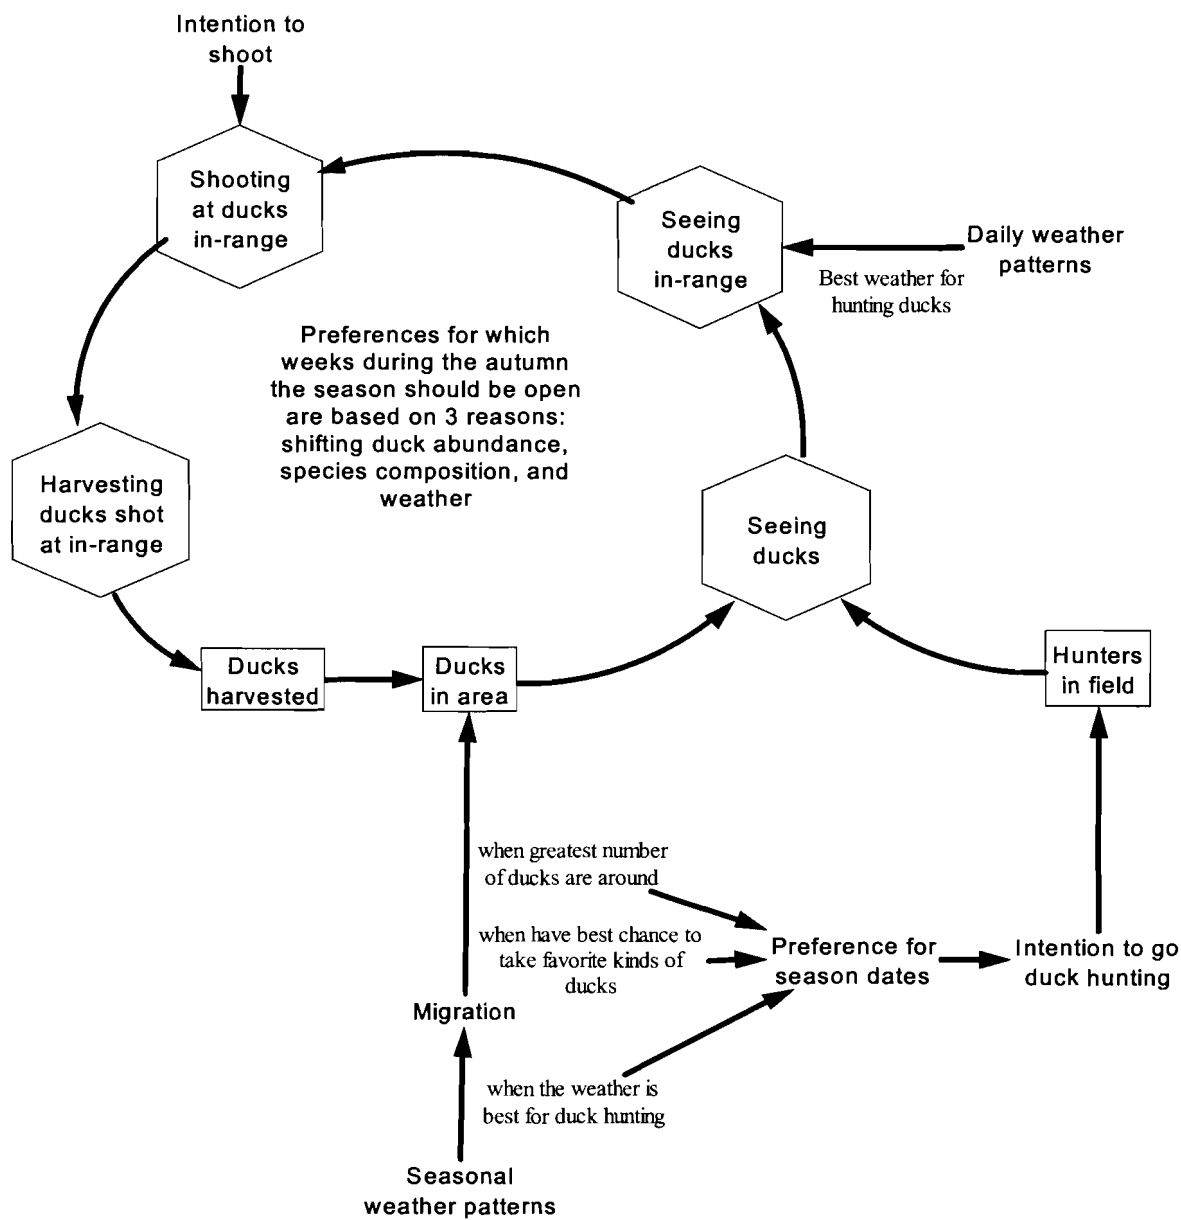 Intention to
shoot
Shooting
at ducks
in-range
Seeing
ducks
in-range
Daily weather
patterns
Best weather for
hunting ducks
Preferences for which
weeks during the autumn
the season should be open
are based on 3 reasons:
shifting duck abundance,
species composition, and
weather
Harvesting
ducks shot
at in-range
Seeing
ducks
Ducks
harvested
Ducks
in area
Hunters
in field
when greatest number
of ducks are around
when have best chance to
take favorite kinds of
ducks
Preference for
season dates
Intention to go
duck hunting
Migration
when the weather is
best for duck hunting
Seasonal
weather patterns